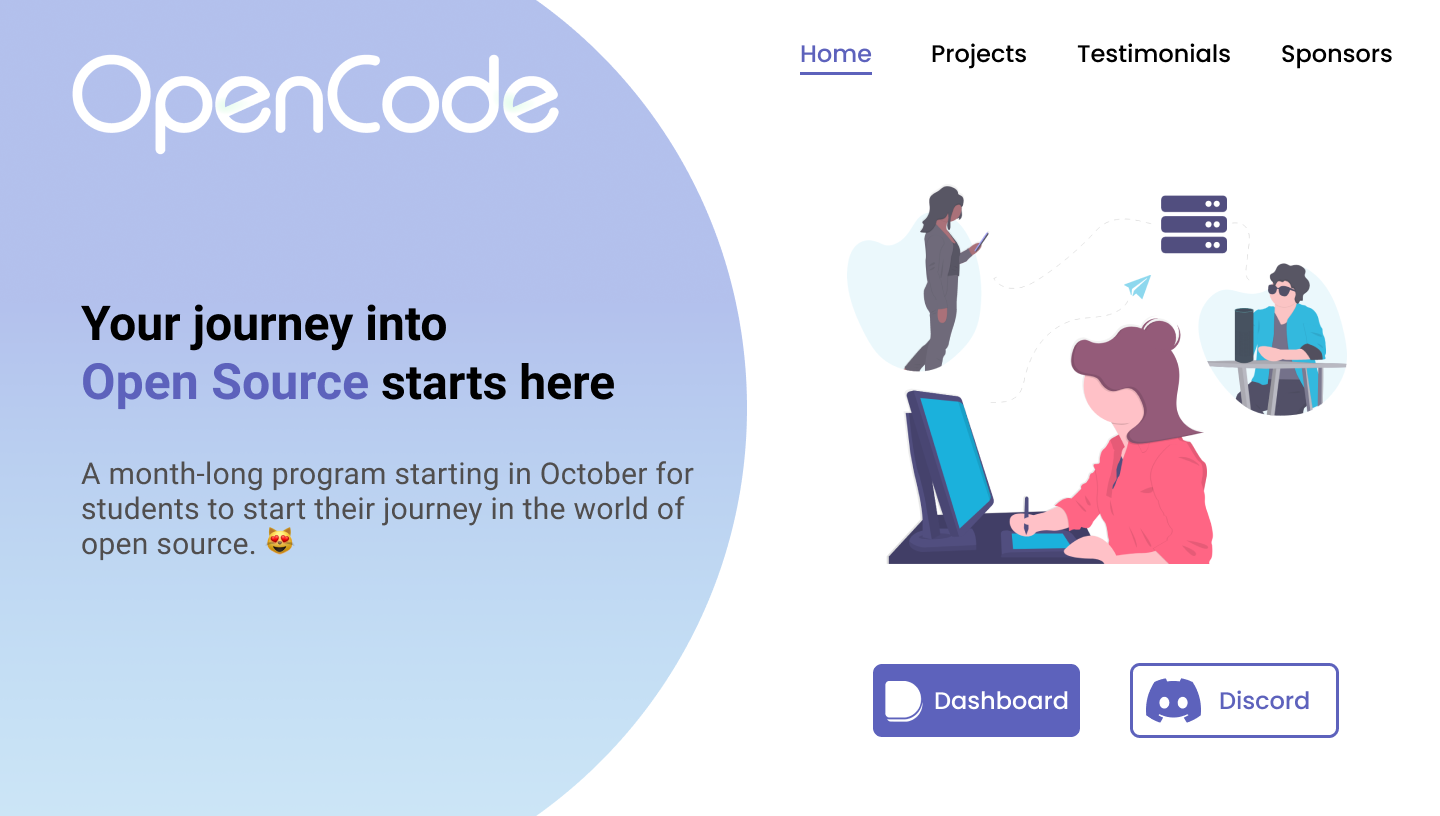 OpenCode
Home
Projects
Testimonials
Sponsors
Your journey into
Open Source starts here
A month-long program starting in October for
students to start their journey in the world of
open source. 😻
Dashboard
Discord